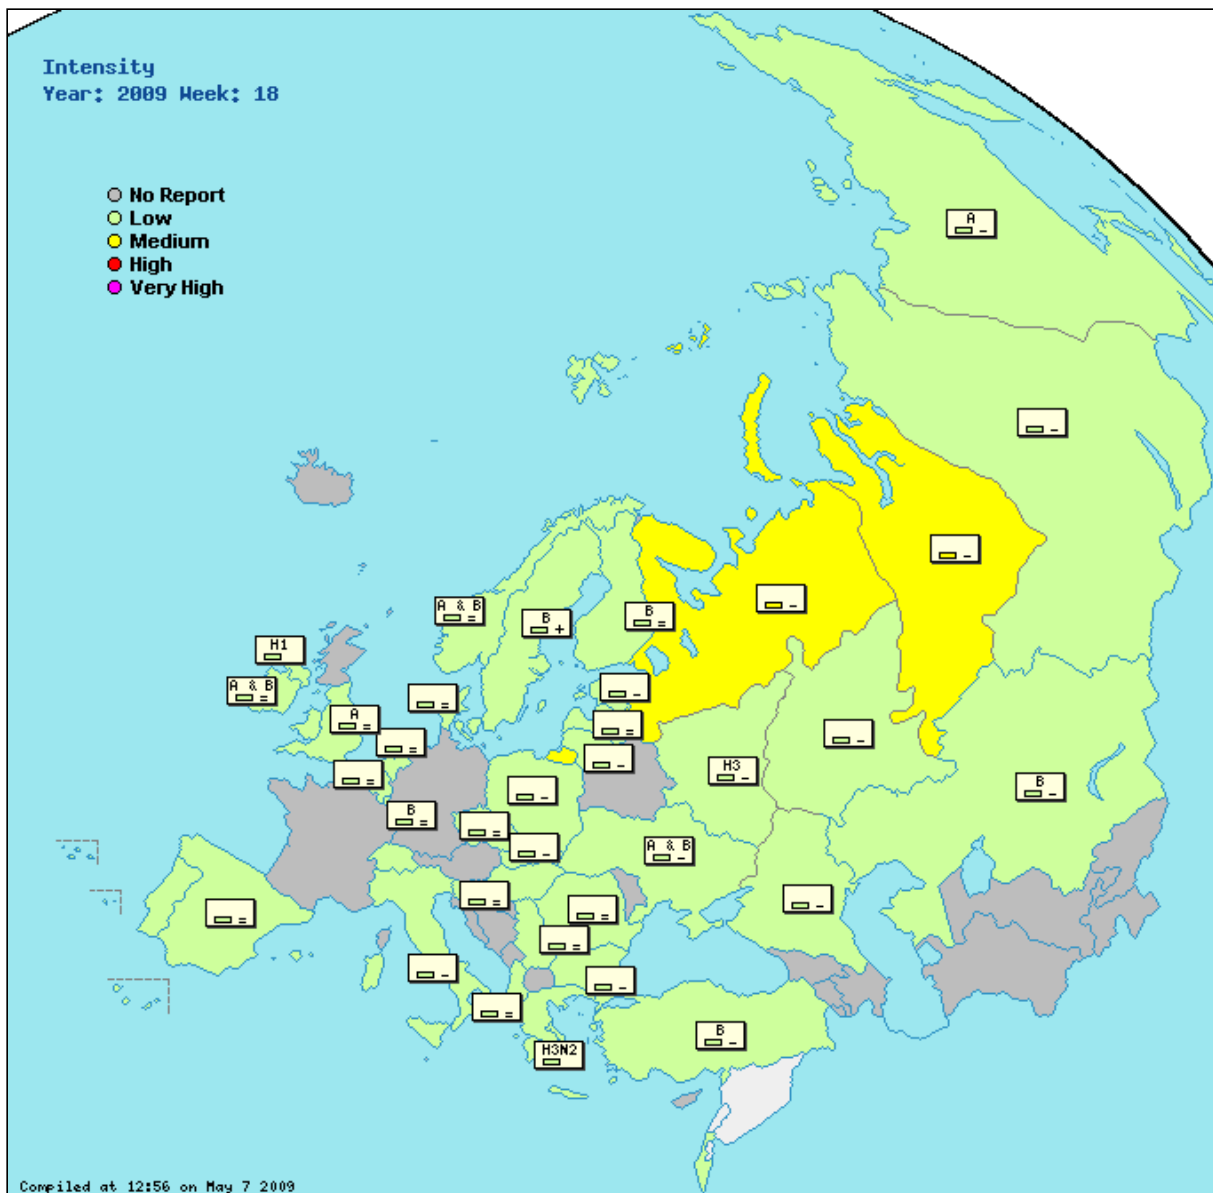 Intensity
Year: 2009 Week: 18
No Report
Low
Medium
High
Very High
A
-
-
-
-
A & B
=
B
+
B
=
H1
A & B
=
=
-
A
=
=
=
-
-
=
H3
-
-
B
-
B
=
=
-
A & B
-
=
-
=
=
=
-
-
=
B
-
H3N2
Compiled at 12:56 on May 7 2009